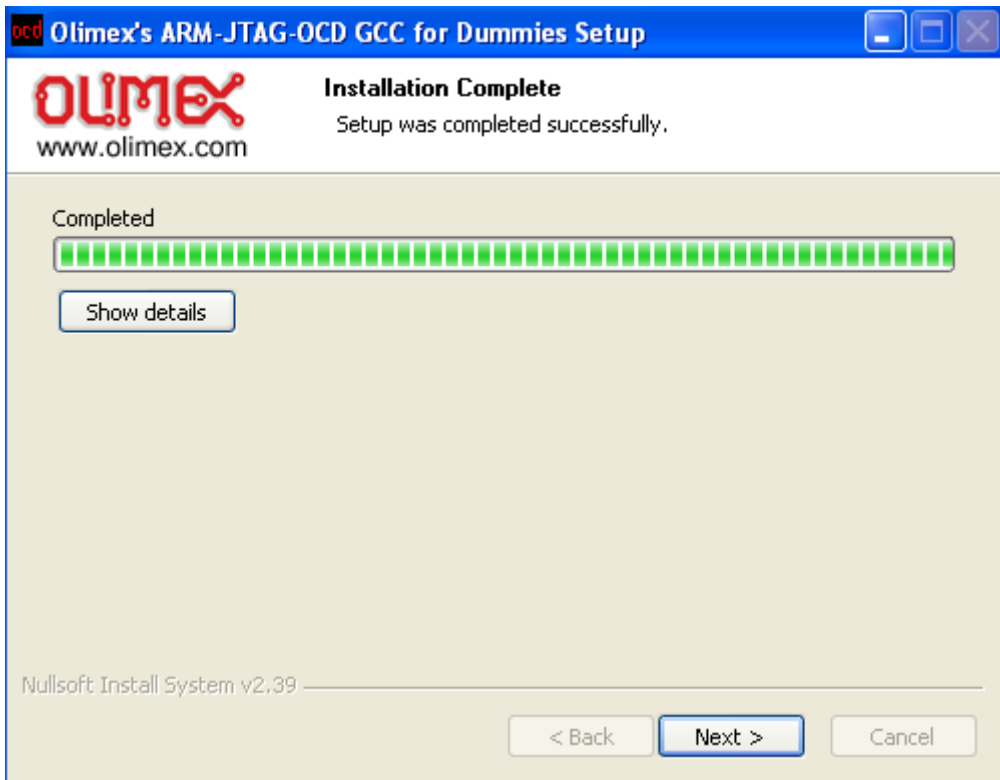 ocd Olimex's ARM-JTAG-OCD GCC for Dummies Setup
OLIMEX
www.olimex.com
Installation Complete
Setup was completed successfully.
Completed
Show details
Nullsoft Install System v2.39
< Back
Next >
Cancel